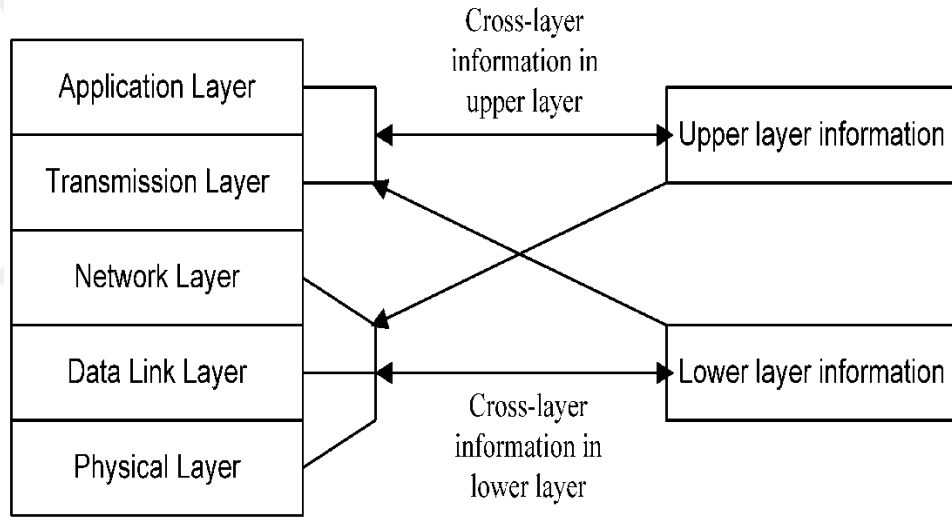 Application Layer
Transmission Layer
Network Layer
Data Link Layer
Physical Layer
Cross-layer
information in
upper layer
Upper layer information
Lower layer information
Cross-layer
information in
lower layer